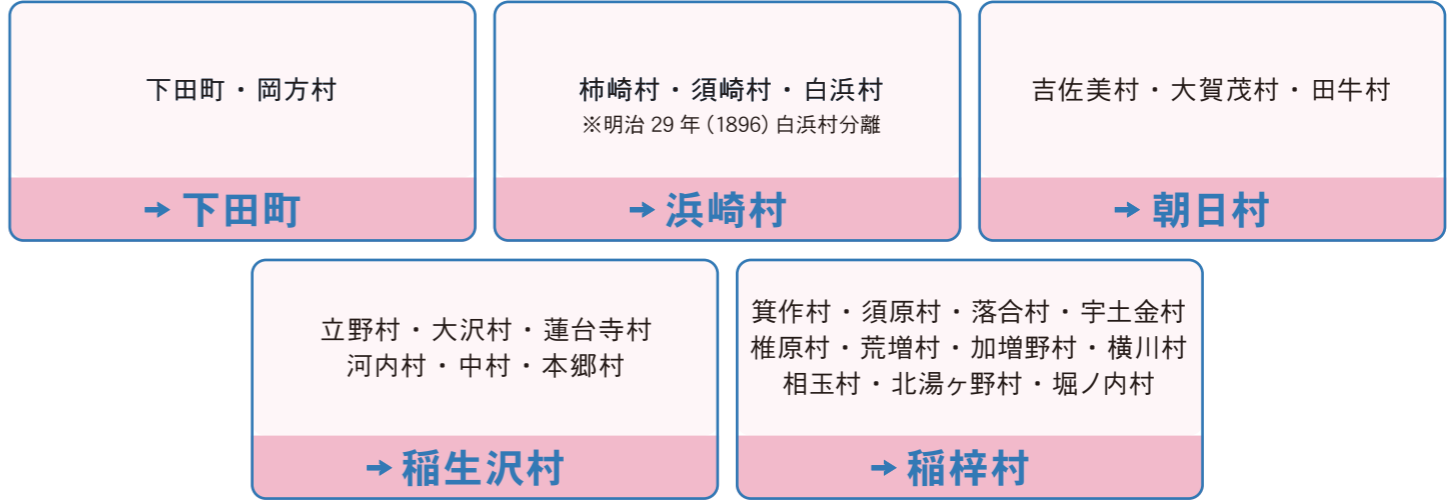 下田町・岡方村
→ 下田町
柿崎村・須崎村・白浜村
※明治29年（1896）白浜村分離
→ 浜崎村
吉佐美村・大賀茂村・田牛村
→ 朝日村
立野村・大沢村・蓮台寺村
河内村・中村・本郷村
→ 稲生沢村
箕作村・須原村・落合村・宇土金村
椎原村・荒増村・加増野村・横川村
相玉村・北湯ヶ野村・堀ノ内村
→ 稲梓村